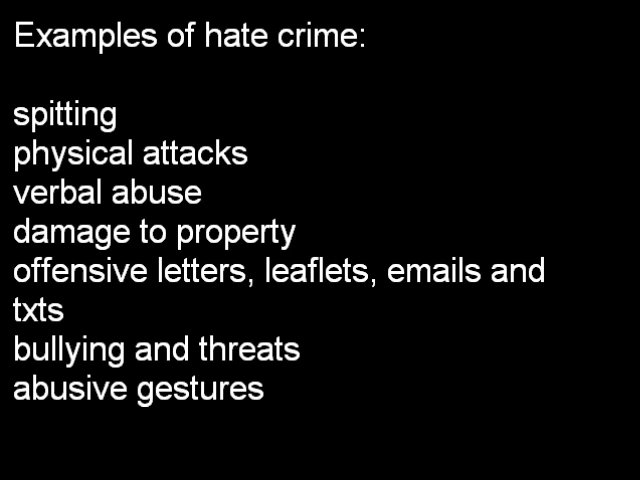 Examples of hate crime:
spitting
physical attacks
verbal abuse
damage to property
offensive letters, leaflets, emails and
txts
bullying and threats
abusive gestures